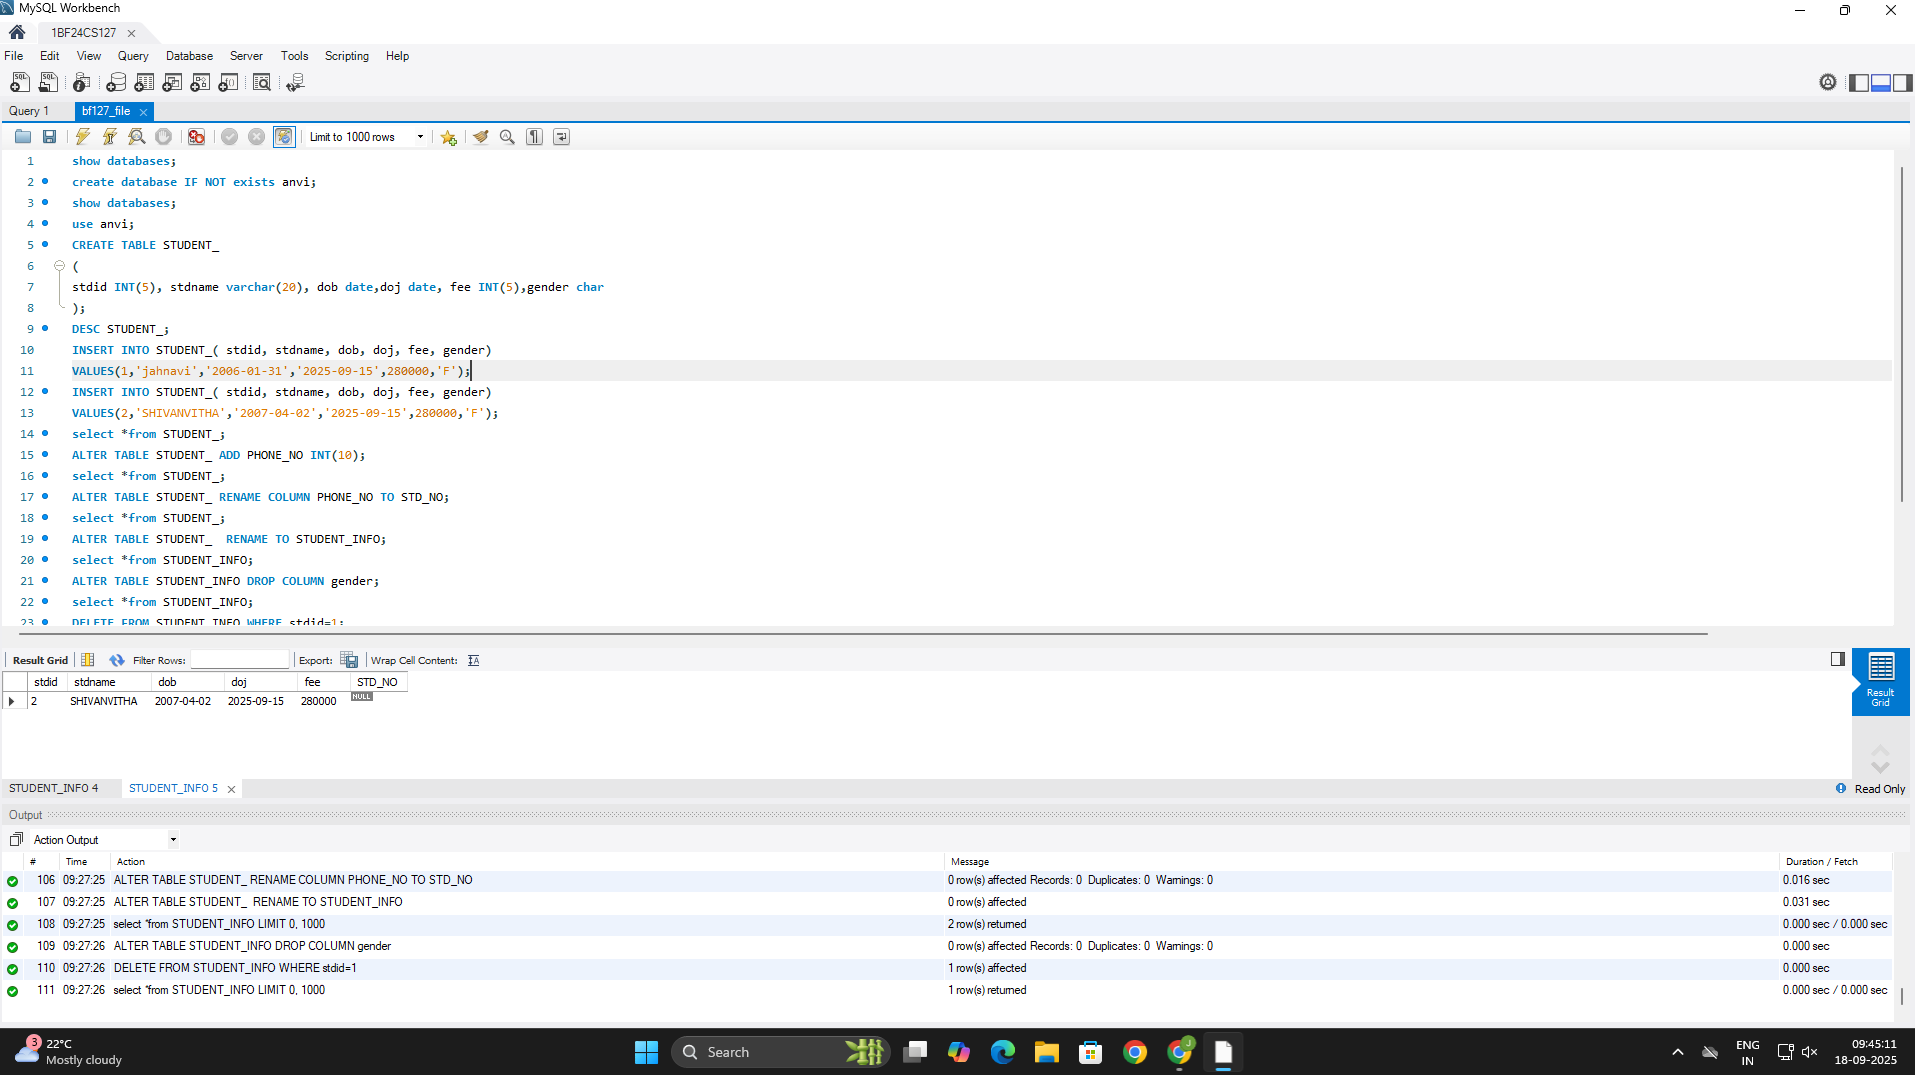 MySQL Workbench
1BF24CS127
File Edit View Query Database Server Tools Scripting Help
Query 1 bf127_file
Limit to 1000 rows
1 show databases;
2 create database IF NOT exists anvi;
3 show databases;
4 use anvi;
5 CREATE TABLE STUDENT_
6 (
7 stdid INT(5), stdname varchar(20), dob date,doj date, fee INT(5),gender char
8 );
9 DESC STUDENT_;
10 INSERT INTO STUDENT_( stdid, stdname, dob, doj, fee, gender)
11 VALUES(1,'jahnavi','2006-01-31','2025-09-15',280000,'F');
12 INSERT INTO STUDENT_( stdid, stdname, dob, doj, fee, gender)
13 VALUES(2,'SHIVANVITHA','2007-04-02','2025-09-15',280000,'F');
14 select *from STUDENT_;
15 ALTER TABLE STUDENT_ ADD PHONE_NO INT(10);
16 select *from STUDENT_;
17 ALTER TABLE STUDENT_ RENAME COLUMN PHONE_NO TO STD_NO;
18 select *from STUDENT_;
19 ALTER TABLE STUDENT_  RENAME TO STUDENT_INFO;
20 select *from STUDENT_INFO;
21 ALTER TABLE STUDENT_INFO DROP COLUMN gender;
22 select *from STUDENT_INFO;
23 DELETE FROM STUDENT_INFO WHERE stdid=1;
Result Grid Filter Rows: Export: Wrap Cell Content:
stdid stdname dob doj fee STD_NO
2 SHIVANVITHA 2007-04-02 2025-09-15 280000 NULL
Result
Grid
STUDENT_INFO 4 STUDENT_INFO 5 Read Only
Output
Action Output
# Time Action Message Duration / Fetch
106 09:27:25 ALTER TABLE STUDENT_ RENAME COLUMN PHONE_NO TO STD_NO 0 row(s) affected Records: 0  Duplicates: 0  Warnings: 0 0.016 sec
107 09:27:25 ALTER TABLE STUDENT_  RENAME TO STUDENT_INFO 0 row(s) affected 0.031 sec
108 09:27:25 select *from STUDENT_INFO LIMIT 0, 1000 2 row(s) returned 0.000 sec / 0.000 sec
109 09:27:26 ALTER TABLE STUDENT_INFO DROP COLUMN gender 0 row(s) affected Records: 0  Duplicates: 0  Warnings: 0 0.000 sec
110 09:27:26 DELETE FROM STUDENT_INFO WHERE stdid=1 1 row(s) affected 0.000 sec
111 09:27:26 select *from STUDENT_INFO LIMIT 0, 1000 1 row(s) returned 0.000 sec / 0.000 sec
3 22°C
Mostly cloudy
Search
J
ENG
IN
09:45:11
18-09-2025